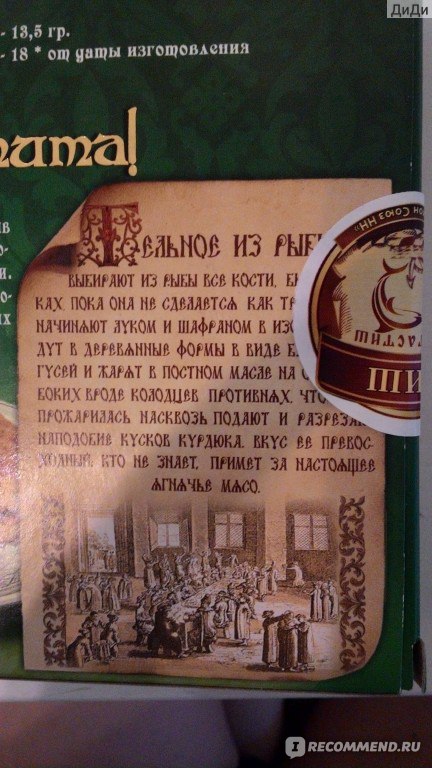 ДиДи
- 13,5 гр.
- 18 * от даты изготовления
Тельное из рыбы
выбирают из рыбы все кости,
ках, пока она не сделается как
начиняют луком и шафраном в
дут в деревянные формы в виде
гусей и жарят в постном масле на
боких вроде колодцев противнях,
прожарилась насквозь подают и
наподобие кусков курдюка. вкус ее превос-
ходный: кто не знает, примет за настоящее
ягнячье мясо.
RECOMMEND.RU